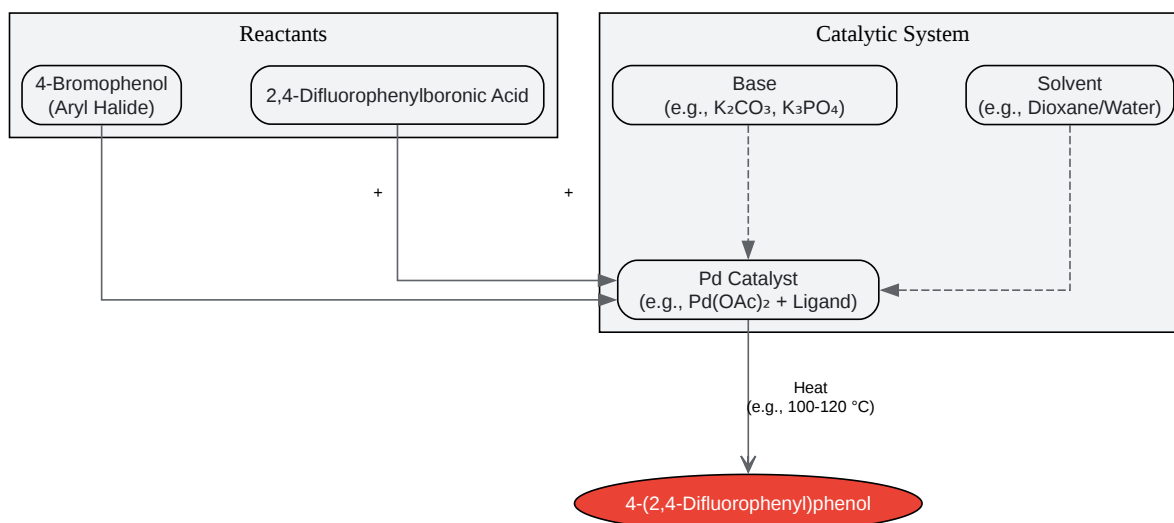 Reactants
4-Bromophenol
(Aryl Halide)
2,4-Difluorophenylboronic Acid
Catalytic System
Base
(e.g., K₂CO₃, K₃PO₄)
Solvent
(e.g., Dioxane/Water)
+
+
Pd Catalyst
(e.g., Pd(OAc)₂ + Ligand)
Heat
(e.g., 100-120 °C)
4-(2,4-Difluorophenyl)phenol